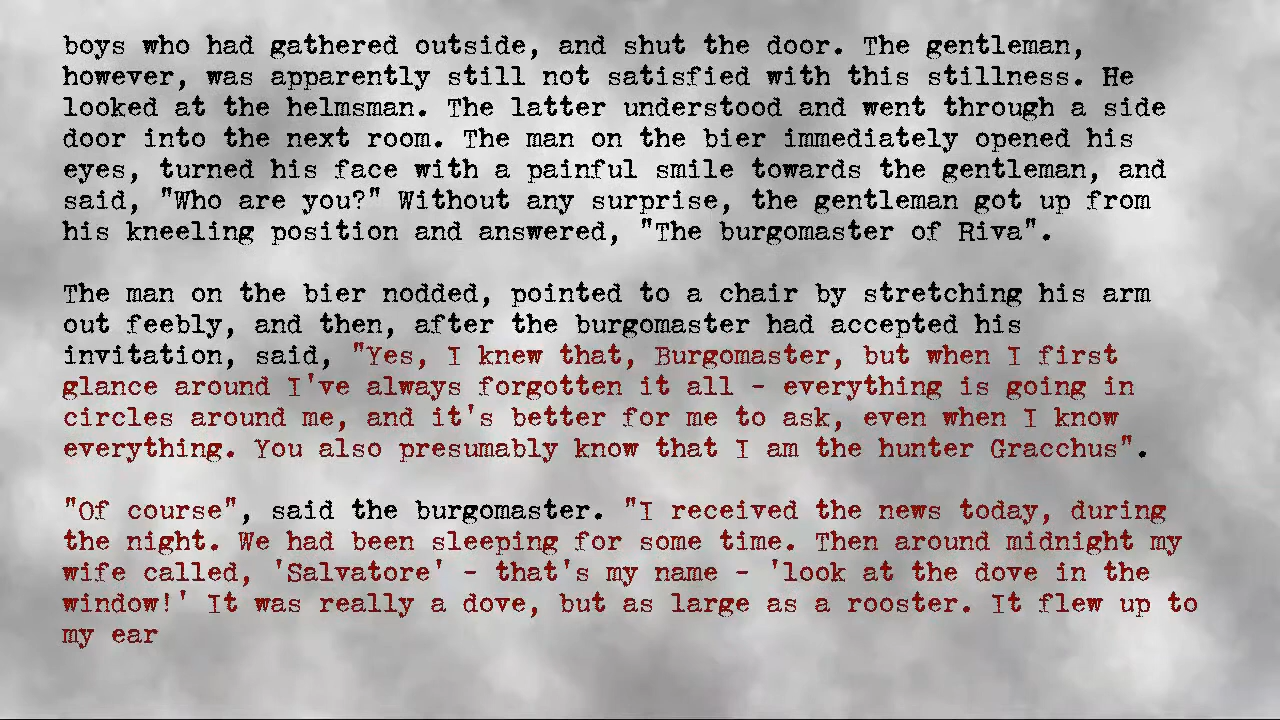 boys who had gathered outside, and shut the door. The gentleman,
however, was apparently still not satisfied with this stillness. He
looked at the helmsman. The latter understood and went through a side
door into the next room. The man on the bier immediately opened his
eyes, turned his face with a painful smile towards the gentleman, and
said, "Who are you?" Without any surprise, the gentleman got up from
his kneeling position and answered, "The burgomaster of Riva".
The man on the bier nodded, pointed to a chair by stretching his arm
out feebly, and then, after the burgomaster had accepted his
invitation, said, "Yes, I knew that, Burgomaster, but when I first
glance around I've always forgotten it all - everything is going in
circles around me, and it's better for me to ask, even when I know
everything. You also presumably know that I am the hunter Gracchus".
"Of course", said the burgomaster. "I received the news today, during
the night. We had been sleeping for some time. Then around midnight my
wife called, 'Salvatore' - that's my name - 'look at the dove in the
window!' It was really a dove, but as large as a rooster. It flew up to
my ear